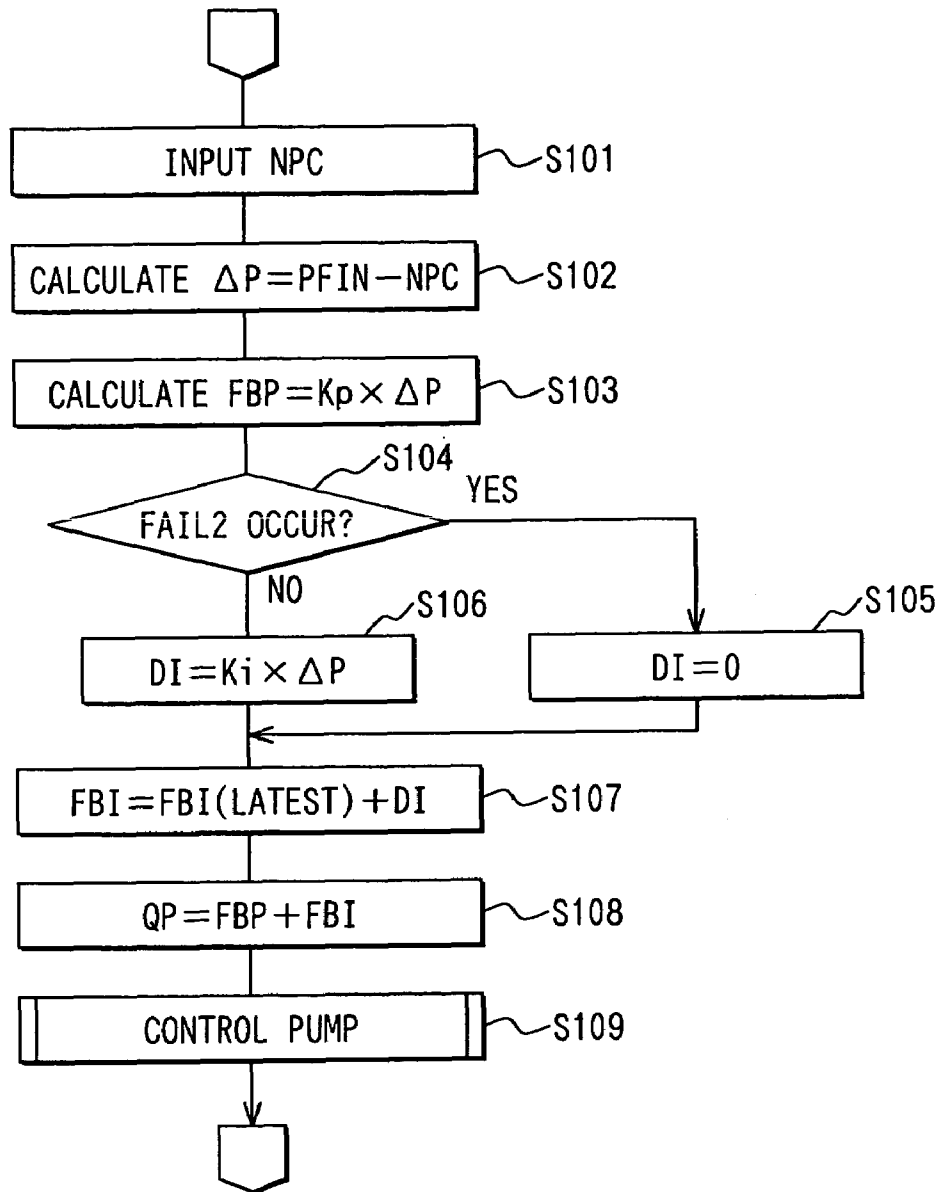 INPUT NPC
S101
CALCULATE ΔP=PFIN-NPC
S102
CALCULATE FBP=Kp×ΔP
S103
S104
FAIL2 OCCUR?
YES
NO
S106
DI=Ki×ΔP
S105
DI=0
FBI=FBI(LATEST)+DI
S107
QP=FBP+FBI
S108
CONTROL PUMP
S109